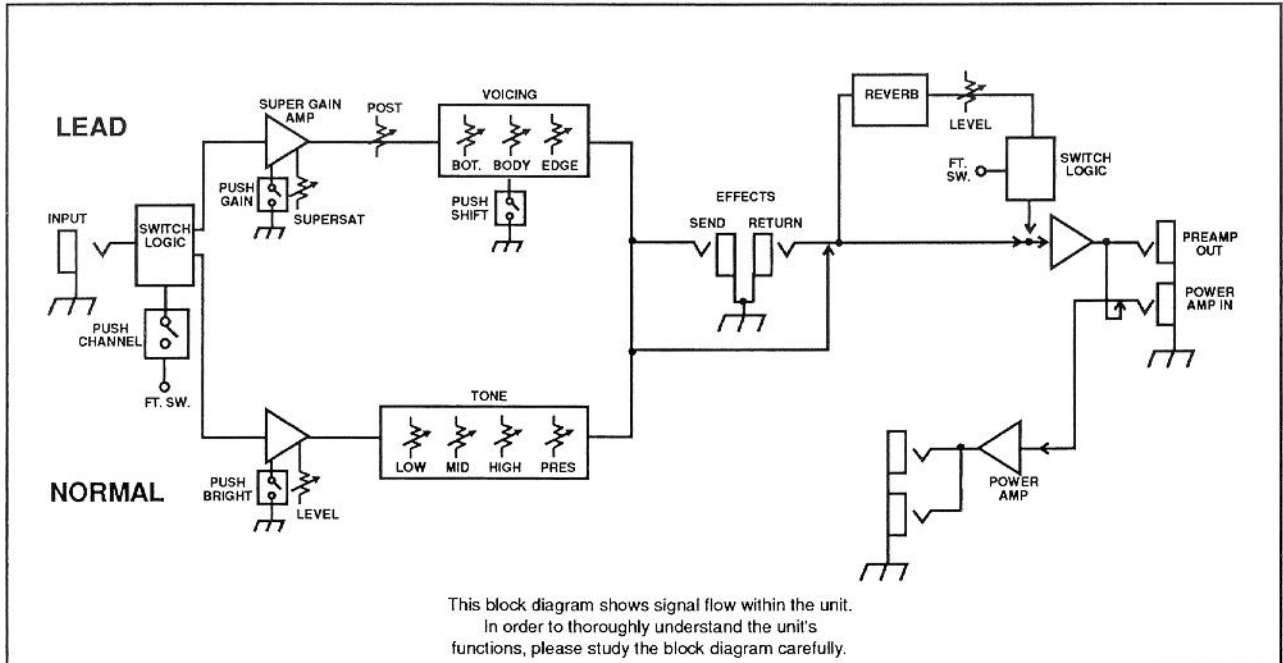 LEAD
INPUT
SWITCH
LOGIC
PUSH
CHANNEL
FT. SW.
SUPER GAIN
AMP
POST
PUSH
GAIN
SUPERSAT
VOICING
BOT. BODY EDGE
PUSH
SHIFT
EFFECTS
SEND RETURN
REVERB
LEVEL
FT.
SW.
SWITCH
LOGIC
PREAMP
OUT
POWER
AMP IN
NORMAL
PUSH
BRIGHT
LEVEL
TONE
LOW MID HIGH PRES
POWER
AMP
This block diagram shows signal flow within the unit.
In order to thoroughly understand the unit's
functions, please study the block diagram carefully.